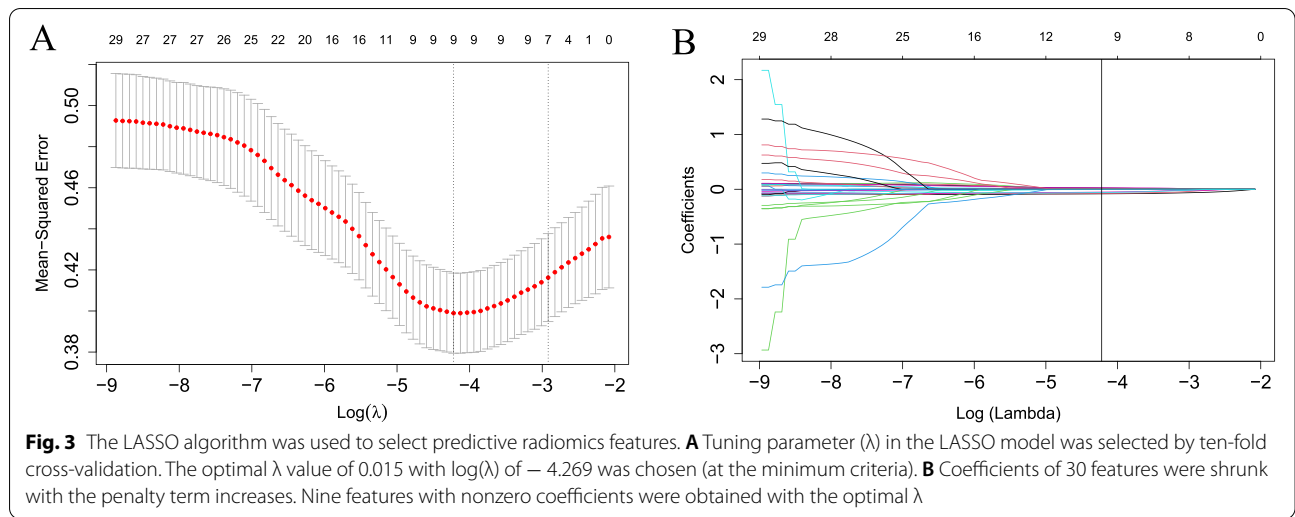 A
29 27 27 27 26 25 22 20 16 16 11 9 9 9 9 9 9 7 4 1 0
0.50
0.46
0.42
0.38
Mean−Squared Error
−9 −8 −7 −6 −5 −4 −3 −2
Log(λ)
B
29 28 25 16 12 9 8 0
2
1
0
−1
−2
−3
Coefficients
−9 −8 −7 −6 −5 −4 −3 −2
Log (Lambda)
Fig. 3 The LASSO algorithm was used to select predictive radiomics features. A Tuning parameter (λ) in the LASSO model was selected by ten-fold
cross-validation. The optimal λ value of 0.015 with log(λ) of − 4.269 was chosen (at the minimum criteria). B Coefficients of 30 features were shrunk
with the penalty term increases. Nine features with nonzero coefficients were obtained with the optimal λ